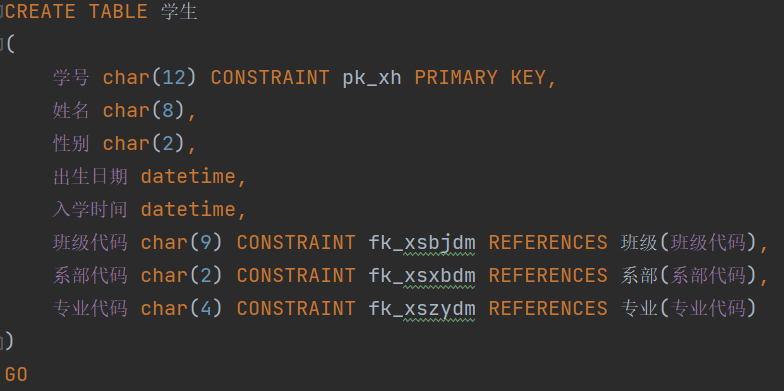 CREATE TABLE 学生
(
学号 char(12) CONSTRAINT pk_xh PRIMARY KEY,
姓名 char(8),
性别 char(2),
出生日期 datetime,
入学时间 datetime,
班级代码 char(9) CONSTRAINT fk_xsbjdm REFERENCES 班级(班级代码),
系部代码 char(2) CONSTRAINT fk_xsxbdm REFERENCES 系部(系部代码),
专业代码 char(4) CONSTRAINT fk_xszydm REFERENCES 专业(专业代码)
)
GO